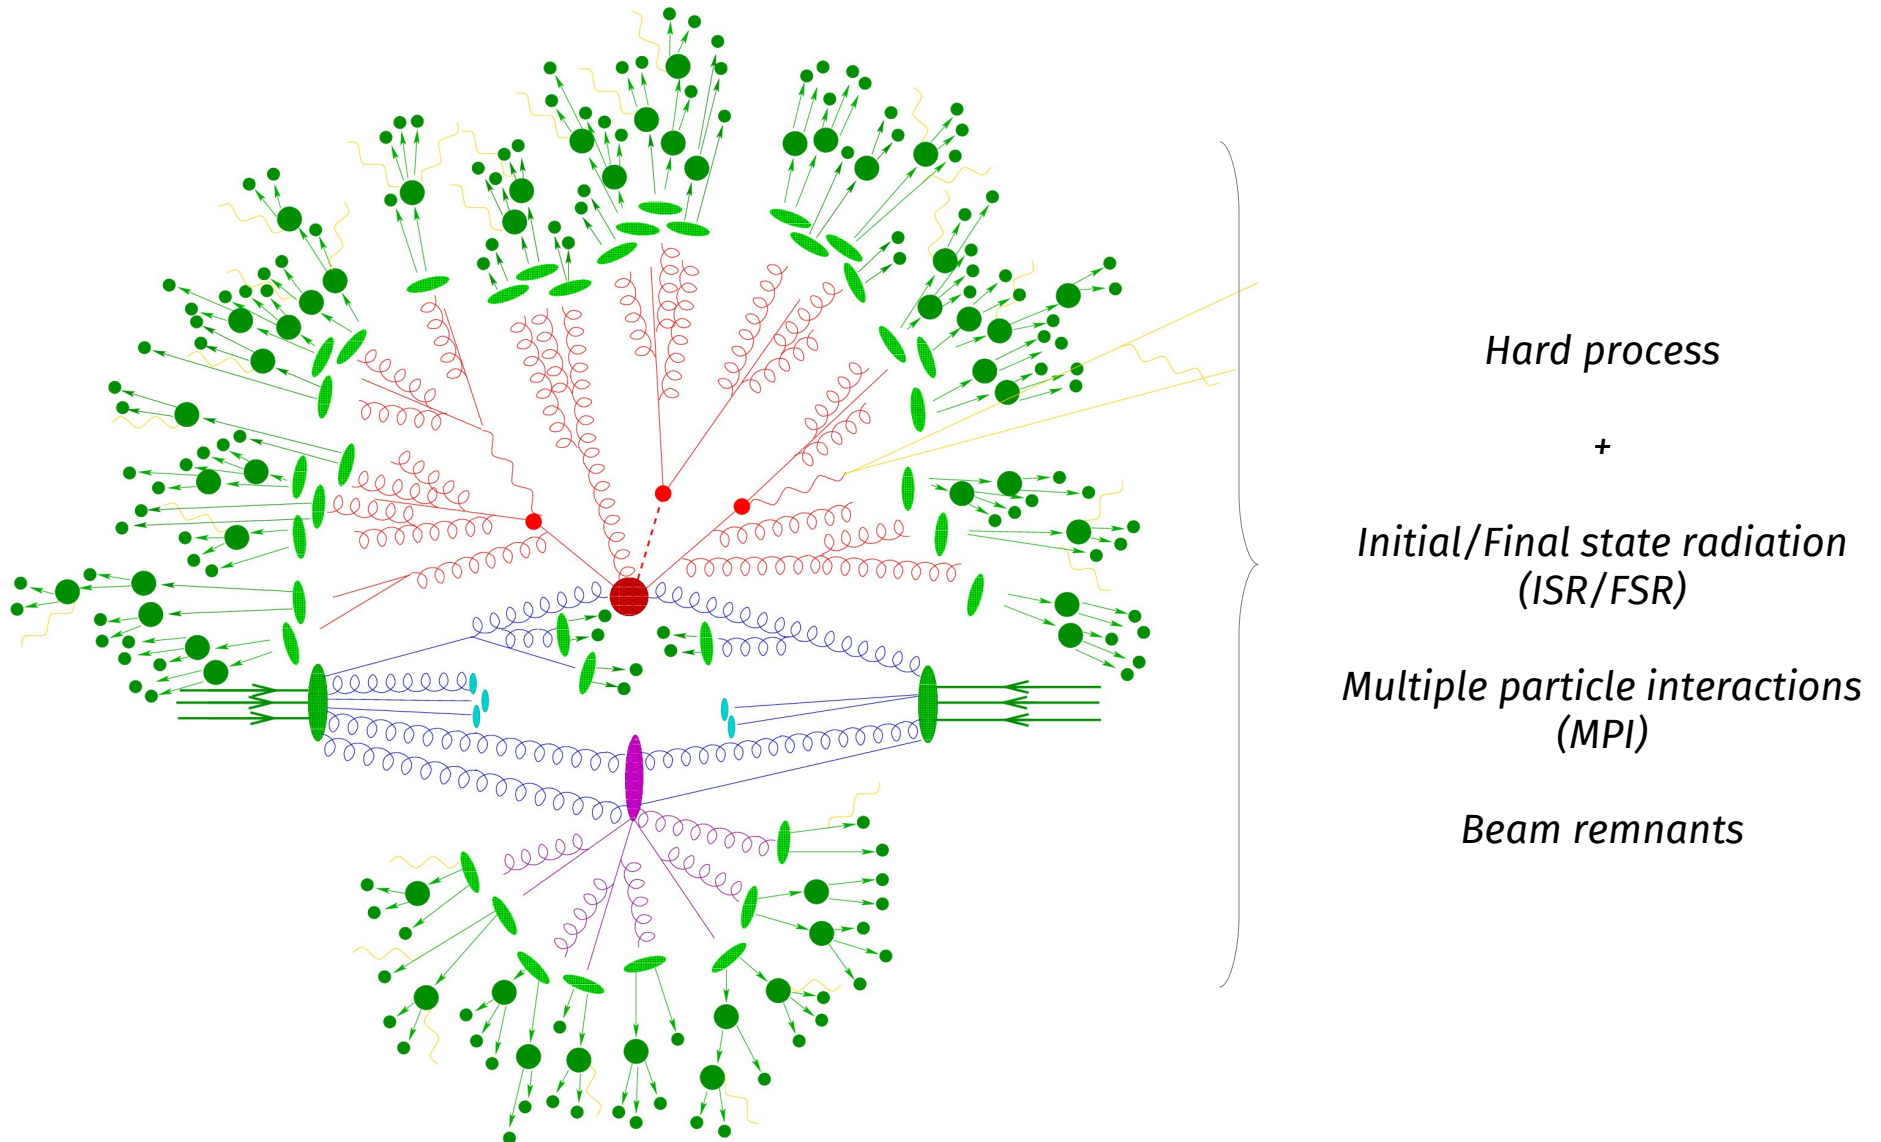 Hard process
+
Initial/Final state radiation
(ISR/FSR)
Multiple particle interactions
(MPI)
Beam remnants